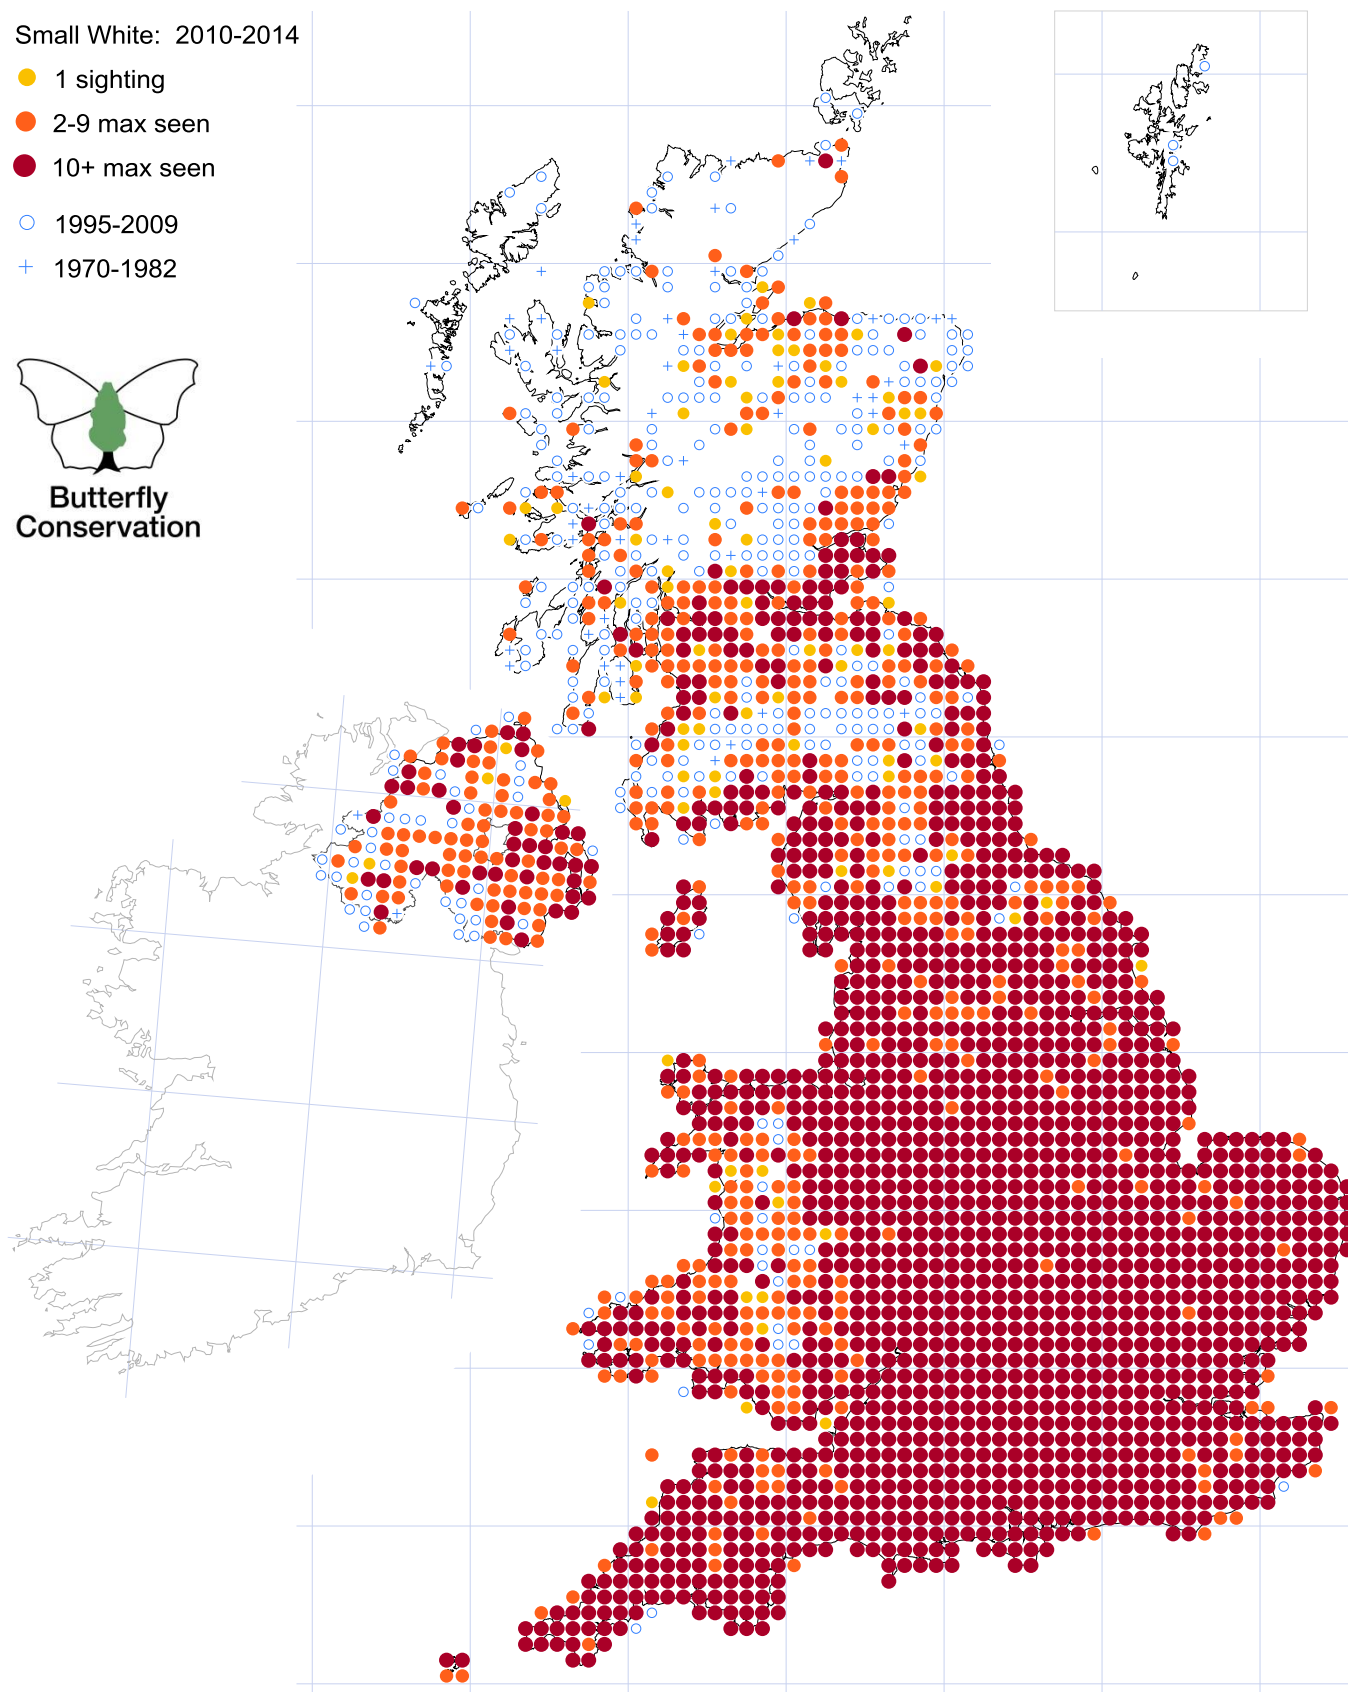 Small White: 2010-2014
1 sighting
2-9 max seen
10+ max seen
1995-2009
1970-1982
Butterfly
Conservation